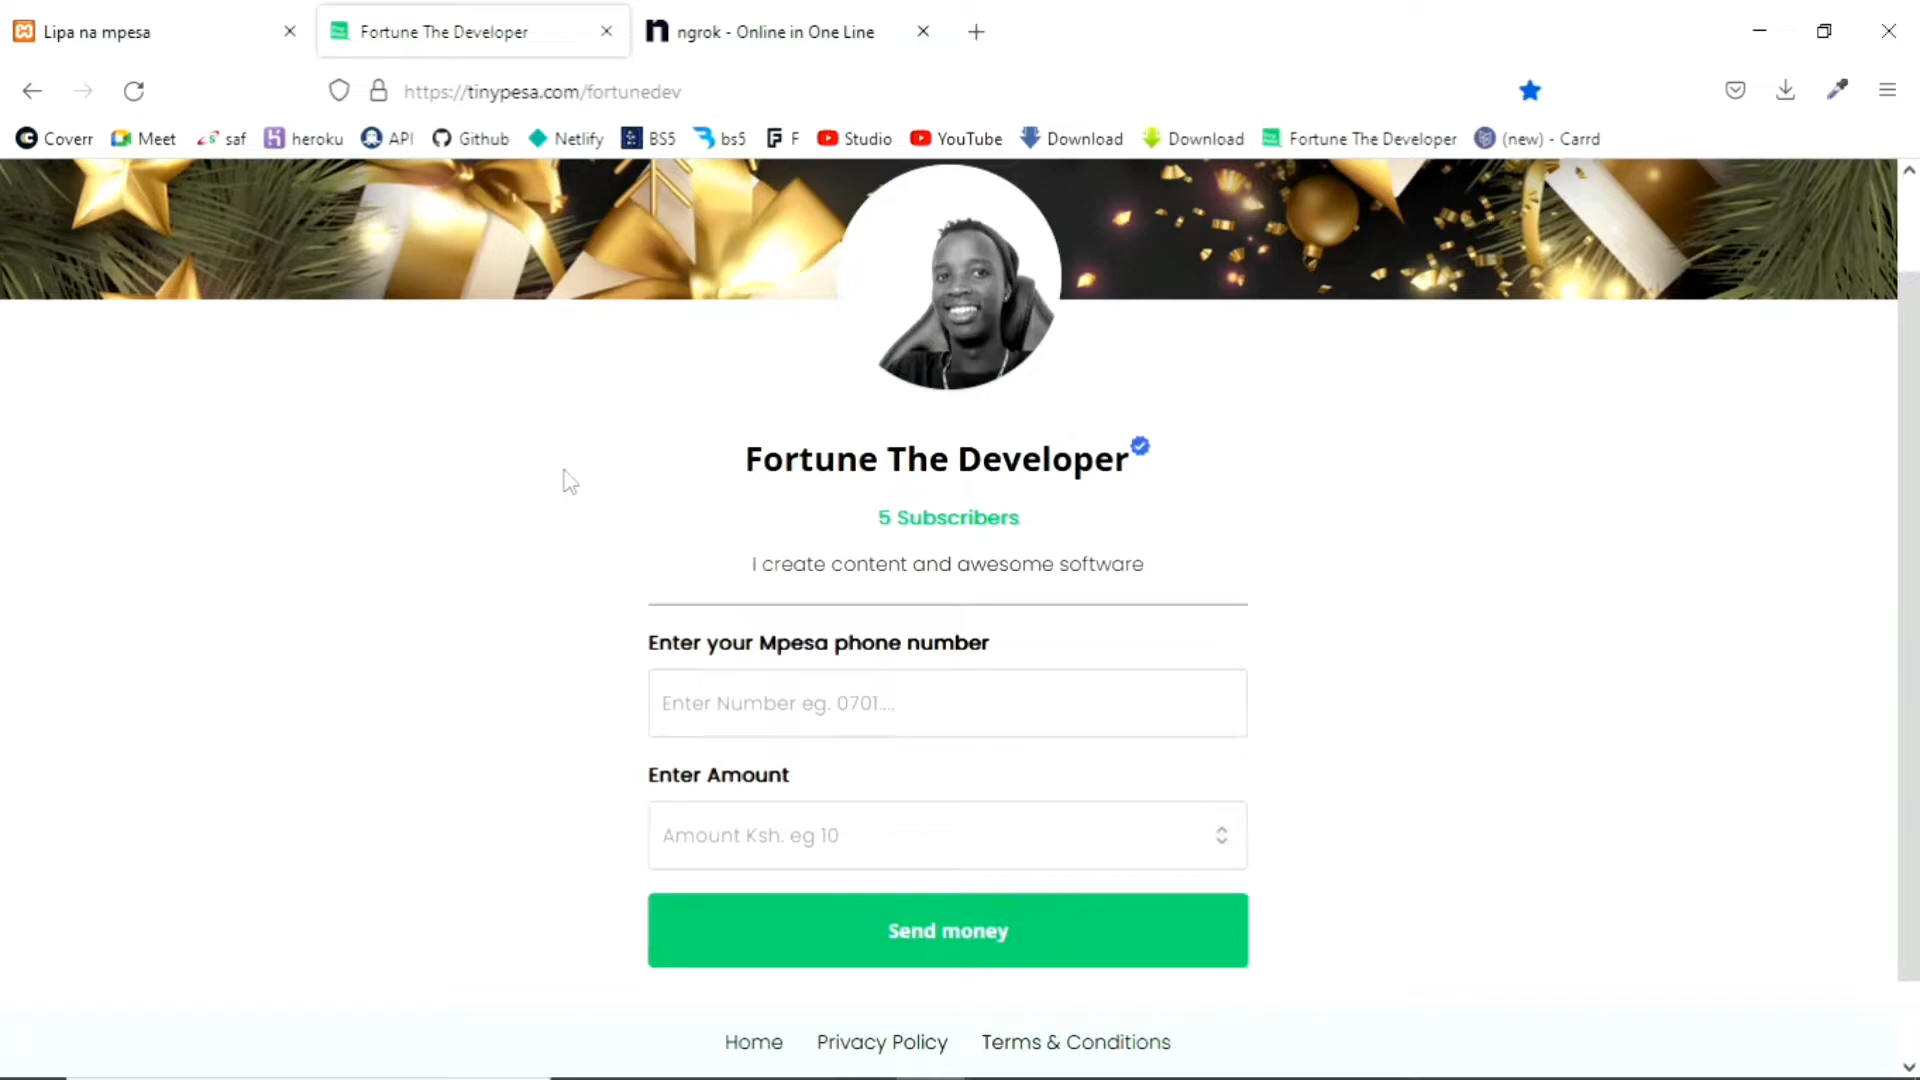 Lipa na mpesa
Fortune The Developer
ngrok - Online in One Line
https://tinypesa.com/fortunedev
Coverr Meet saf heroku API Github Netlify BS5 bs5 F Studio YouTube Download Download Fortune The Developer (new) - Carrd
Fortune The Developer
5 Subscribers
I create content and awesome software
Enter your Mpesa phone number
Enter Number eg. 0701....
Enter Amount
Amount Ksh. eg 10
Send money
Home Privacy Policy Terms & Conditions